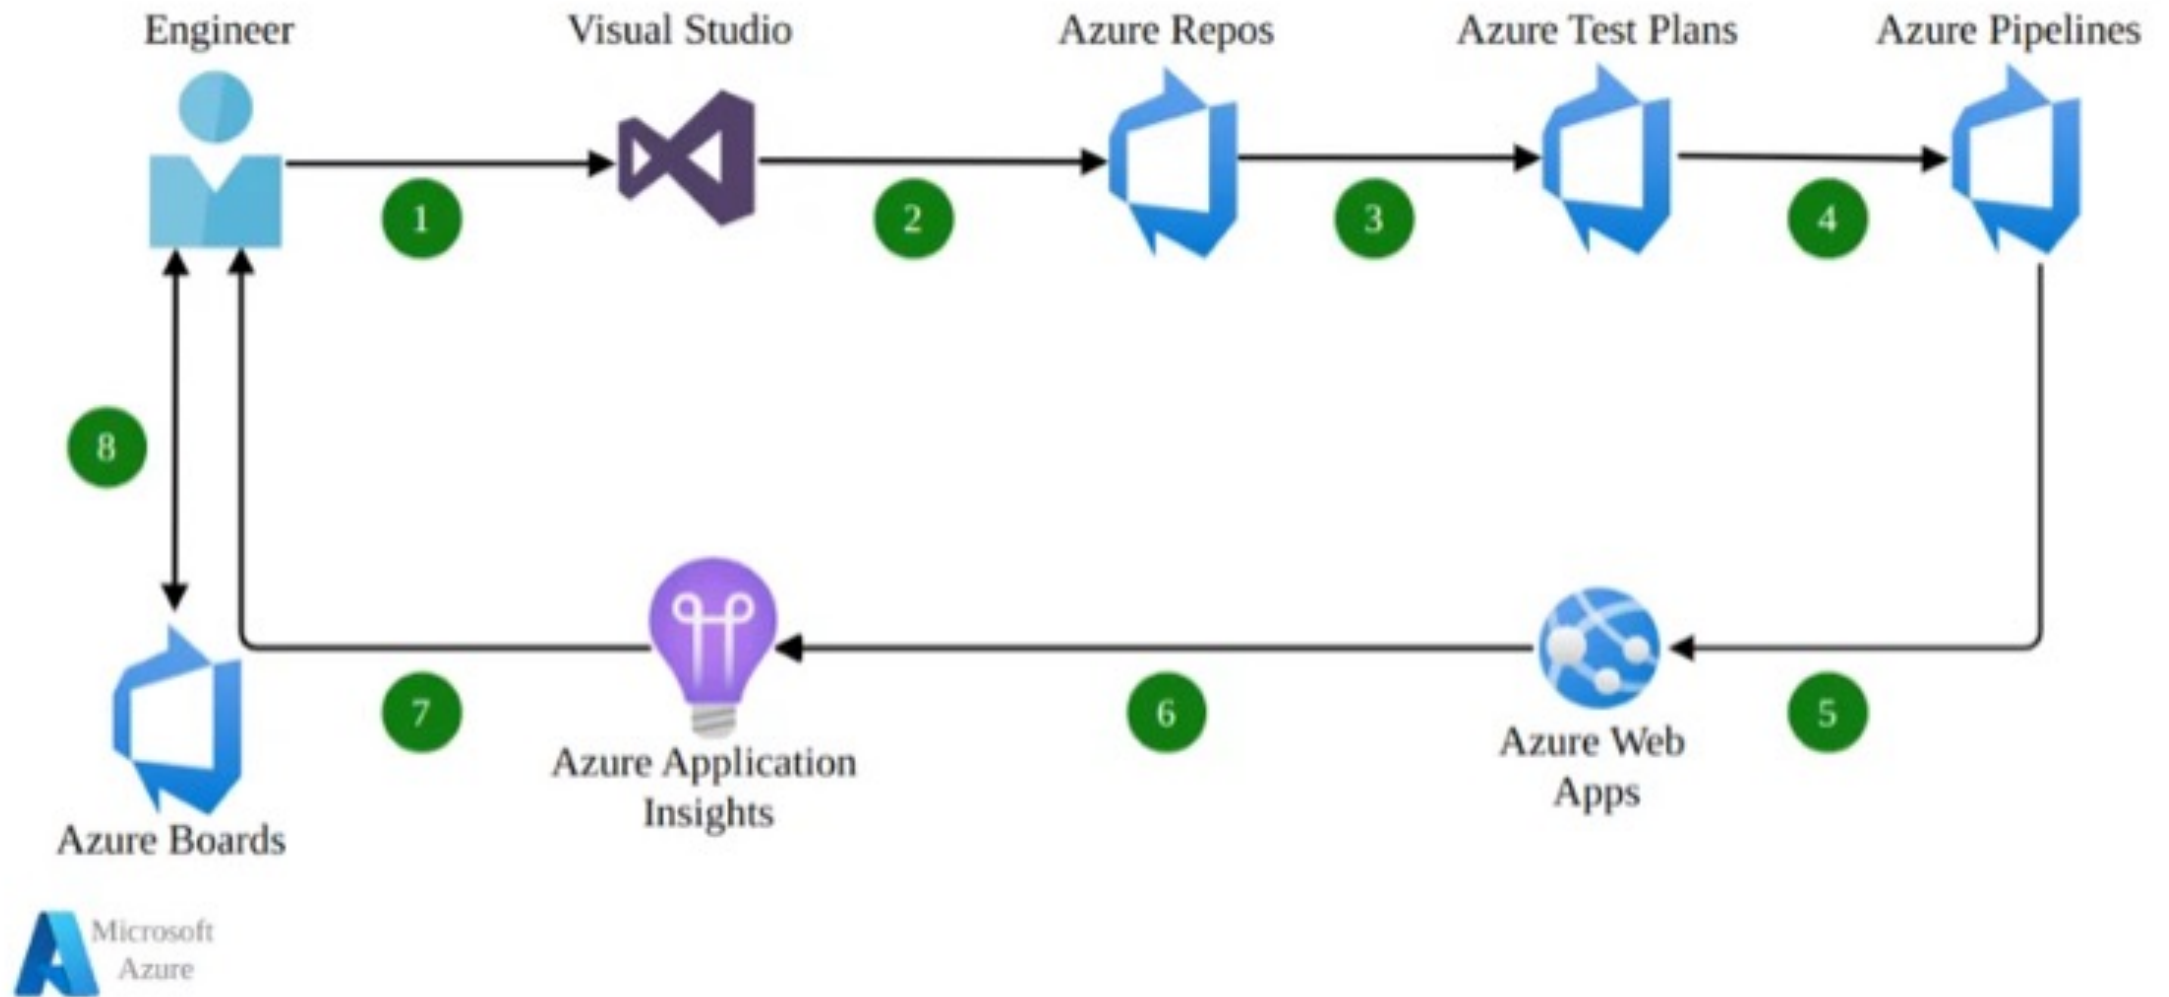 Engineer
Visual Studio
Azure Repos
Azure Test Plans
Azure Pipelines
1
2
3
4
8
7
6
5
Azure Application
Insights
Azure Web
Apps
Azure Boards
Microsoft
Azure